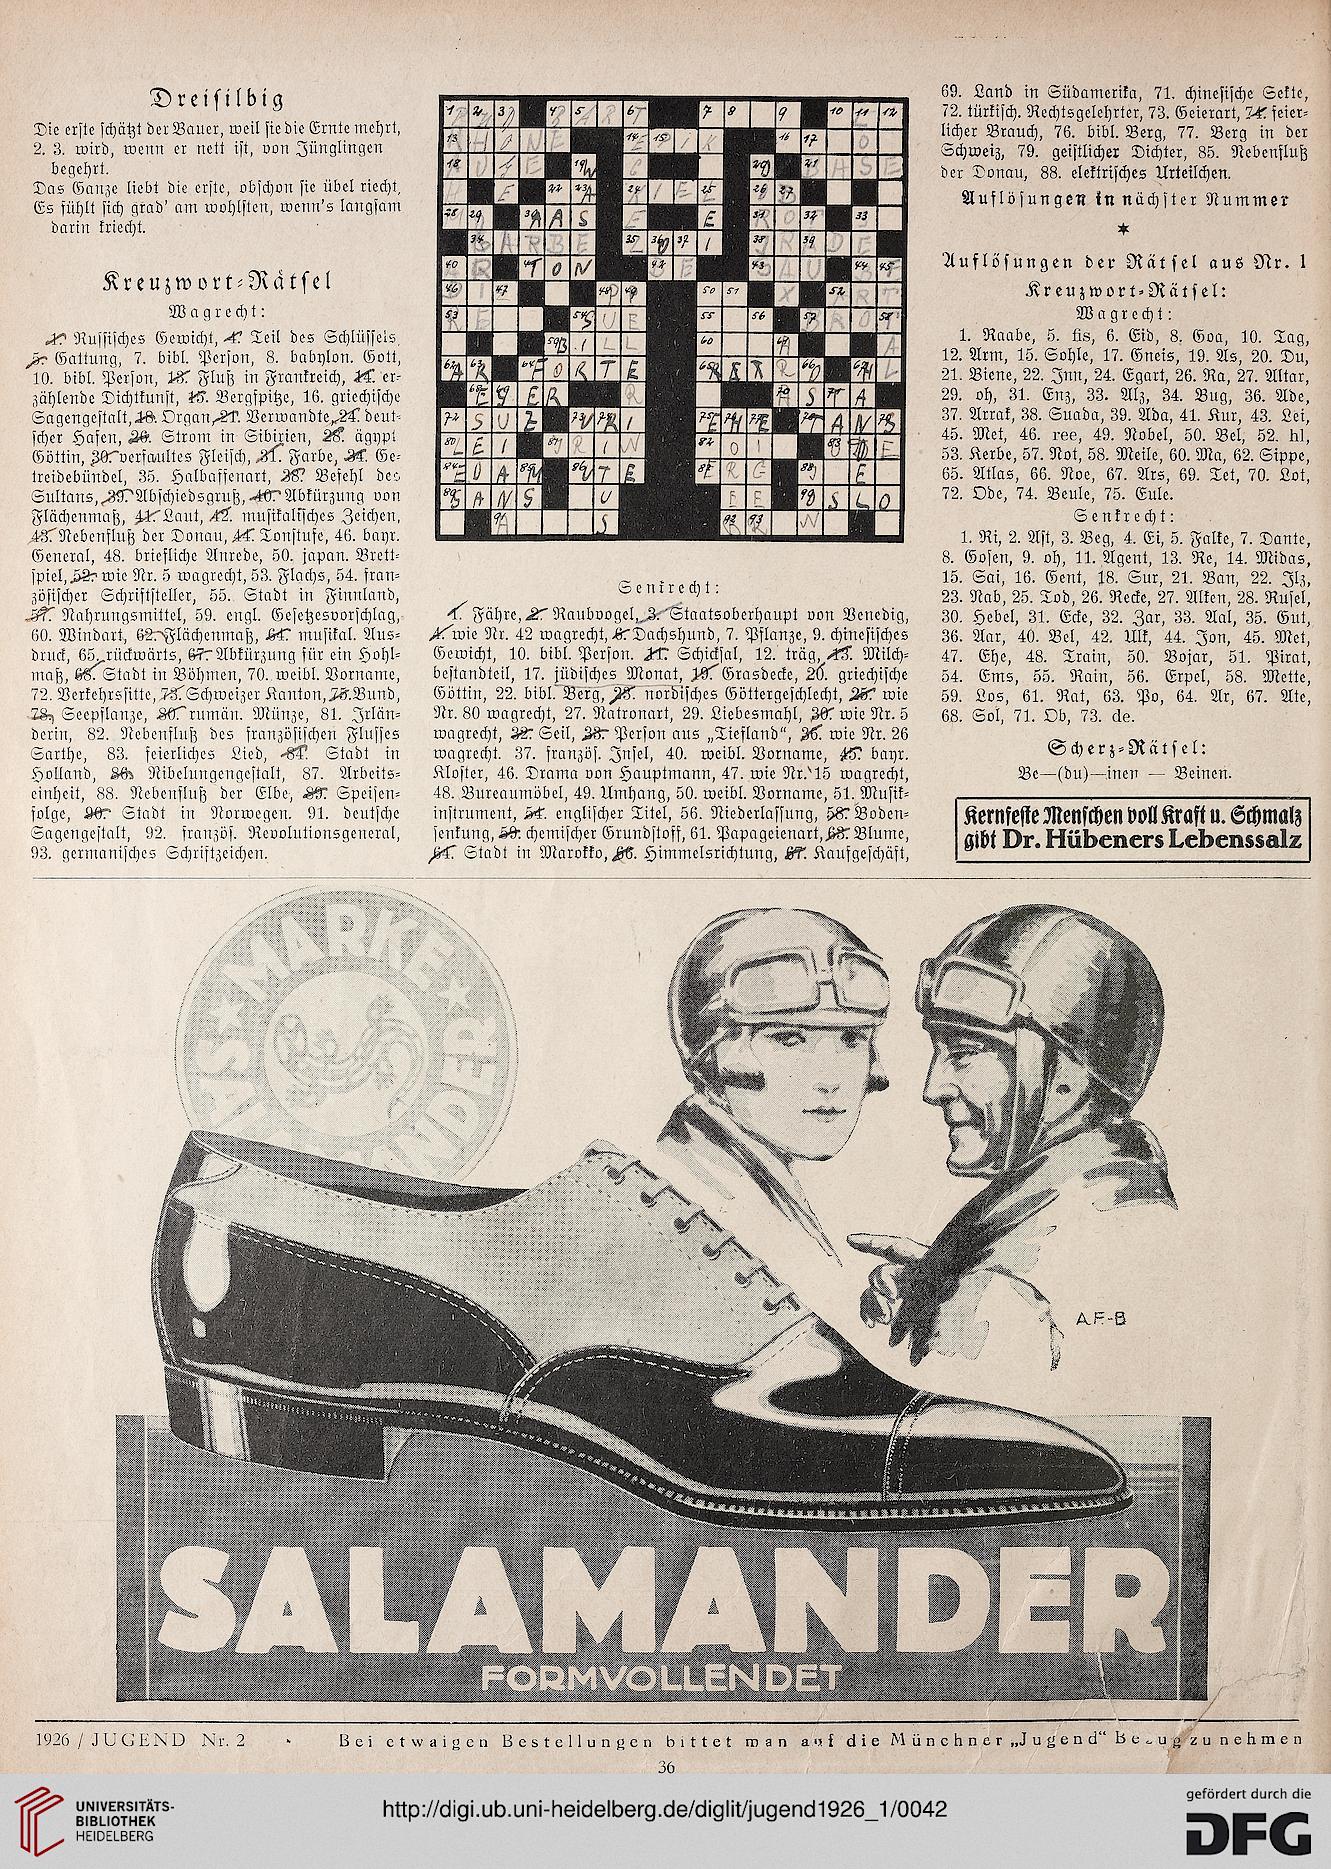 Dreisilbig
Die erste schätzt der Bauer, weil sie die Ernte mehrt,
2. 3. wird, wenn er nett ist, von Jünglingen
begehrt.
Das Ganze liebt die erste, obschon sie übel riecht,
Es fühlt sich grad' am wohlsten, wenn's langsam
darin kriecht.
Kreuzwort-Rätsel
Wagrecht:
1. Russisches Gewicht, 4. Teil des Schlüssels,
5. Gattung, 7. bibl. Person, 8. babylon. Gott,
10. bibl. Person, 13. Fluß in Frankreich, 14. er-
zählende Dichtkunst, 15. Bergspitze, 16. griechische
Sagengestalt, 18. Organ, 21. Verwandte, 24. deut-
scher Hafen, 26. Strom in Sibirien, 28. ägypt
Göttin, 30. verfaultes Fleisch, 31. Farbe, 34. Ge-
treidebündel, 35. Halbaffenart, 38. Befehl des
Sultans, 39. Abschiedsgruß, 40. Abkürzung von
Flächenmaß, 41. Laut, 42. musikalisches Zeichen,
43. Nebenfluß der Donau, 44. Tonstufe, 46. bayr.
General, 48. briefliche Anrede, 50. japan. Brett-
spiel, 52. wie Nr. 5 wagrecht, 53. Flachs, 54. fran-
zösischer Schriftsteller, 55. Stadt in Finnland,
57. Nahrungsmittel, 59. engl. Gesetzesvorschlag,
60. Windart, 62. Flächenmaß, 64. musikal. Aus-
druck, 65. rückwärts, 67. Abkürzung für ein Hohl-
maß, 68. Stadt in Böhmen, 70. weibl. Vorname,
72. Verkehrssitte, 73. Schweizer Kanton, 75. Bund,
78. Seepflanze, 80. rumän. Münze, 81. Irlän-
derin, 82. Nebenfluß des französischen Flusses
Sarthe, 83. feierliches Lied, 84. Stadt in
Holland, 86. Nibelungengestalt, 87. Arbeits-
einheit, 88. Nebenfluß der Elbe, 89. Speisen-
folge, 90. Stadt in Norwegen. 91. deutsche
Sagengestalt, 92. französ. Revolutionsgeneral,
93. germanisches Schriftzeichen.
Senkrecht:
1. Fähre, 2. Raubvogel, 3. Staatsoberhaupt von Venedig,
4. wie Nr. 42 wagrecht, 6. Dachshund, 7. Pflanze, 9. chinesisches
Gewicht, 10. bibl. Person. 11. Schicksal, 12. träg, 13. Milch-
bestandteil, 17. jüdisches Monat, 19. Grasdecke, 20. griechische
Göttin, 22. bibl. Berg, 23. nordisches Göttergeschlecht, 25. wie
Nr. 80 wagrecht, 27. Natronart, 29. Liebesmahl, 30. wie Nr. 5
wagrecht, 32. Seil, 33. Person aus „Tiefland", 36. wie Nr. 26
wagrecht. 37. französ. Insel, 40. weibl. Vorname, 45. bayr.
Kloster, 46. Drama von Hauptmann, 47. wie Nr. 15 wagrecht,
48. Bureaumöbel, 49. Umhang, 50. weibl. Vorname, 51. Musik-
instrument, 54. englischer Titel, 56. Niederlassung, 58. Boden-
senkung, 59. chemischer Grundstoff, 61. Papageienart, 63. Blume,
64. Stadt in Marokko, 66. Himmelsrichtung, 67. Kaufgeschäft,
69. Land in Südamerika, 71. chinesische Sekte,
72. türkisch. Rechtsgelehrter, 73. Geierart, 74. feier-
licher Brauch, 76. bibl. Berg, 77. Berg in der
Schweiz, 79. geistlicher Dichter, 85. Nebenfluß
der Donau, 88. elektrisches Urteilchen.
Auflösungen in nächster Nummer
Auflösungen der Rätsel aus Nr. 1
Kreuzwort-Rätsel:
Wagrecht:
1. Raabe, 5. fis, 6. Eid, 8. Goa, 10. Tag,
12. Arm, 15. Sohle, 17. Gneis, 19. As, 20. Du,
21. Biene, 22. Inn, 24. Egart, 26. Ra, 27. Altar,
29. oh, 31. Enz, 33. Alz, 34. Bug, 36. Ade,
37. Arrak, 38. Suada, 39. Ada, 41. Kur, 43. Lei,
45. Met, 46. ree, 49. Nobel, 50. Bel, 52. hl,
53. Kerbe, 57. Not, 58. Meile, 60. Ma, 62. Sippe,
65. Atlas, 66. Noe, 67. Ars, 69. Tet, 70. Lot,
72. Ode, 74. Beule, 75. Eule.
Senkrecht:
1. Ri, 2. Ast, 3. Beg, 4. Ei, 5. Falke, 7. Dante,
8. Gosen, 9. oh, 11. Agent, 13. Re, 14. Midas,
15. Sai, 16. Gent, 18. Sur, 21. Ban, 22. Ilz,
23. Nab, 25. Tod, 26. Recke, 27. Alken, 28. Rusel,
30. Hebel, 31. Ecke, 32. Zar, 33. Aal, 35. Gut,
36. Aar, 40. Bel, 42. Ulk, 44. Jon, 45. Met,
47. Ehe, 48. Train, 50. Bojar, 51. Pirat,
54. Ems, 55. Rain, 56. Erpel, 58. Mette,
59. Los, 61. Rat, 63. Po, 64. Ar, 67. Ate,
68. Sol, 71. Ob, 73. de.
Scherz-Rätsel:
Be—(du)—inen — Beinen.
Kernfeste Menschen voll Kraft u. Schmalz
gibt Dr. Hübeners Lebenssalz
MARKE
SALAMANDER
FORMVOLLENDET
A.F.-B
1926 / JUGEND Nr. 2
Bei etwaigen Bestellungen bittet man auf die Münchner „Jugend" Bezug zu nehmen
36
UNIVERSITÄTS-
BIBLIOTHEK
HEIDELBERG
http://digi.ub.uni-heidelberg.de/diglit/jugend1926_1/0042
gefördert durch die
DFG